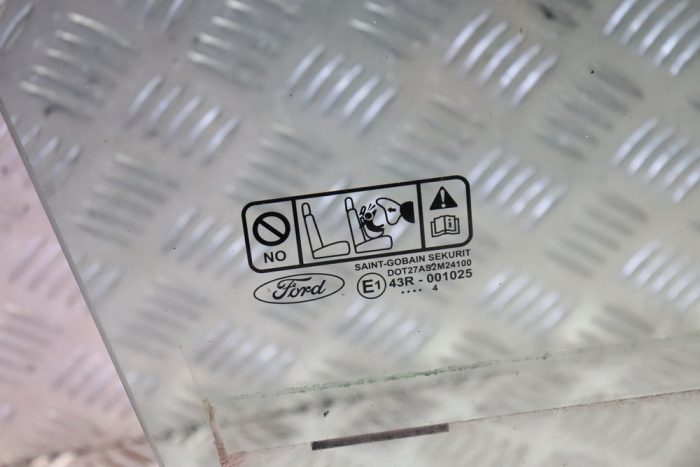 NO
SAINT-GOBAIN SEKURIT
DOT27AS2M24100
Ford
E1 43R - 001025
.... 4